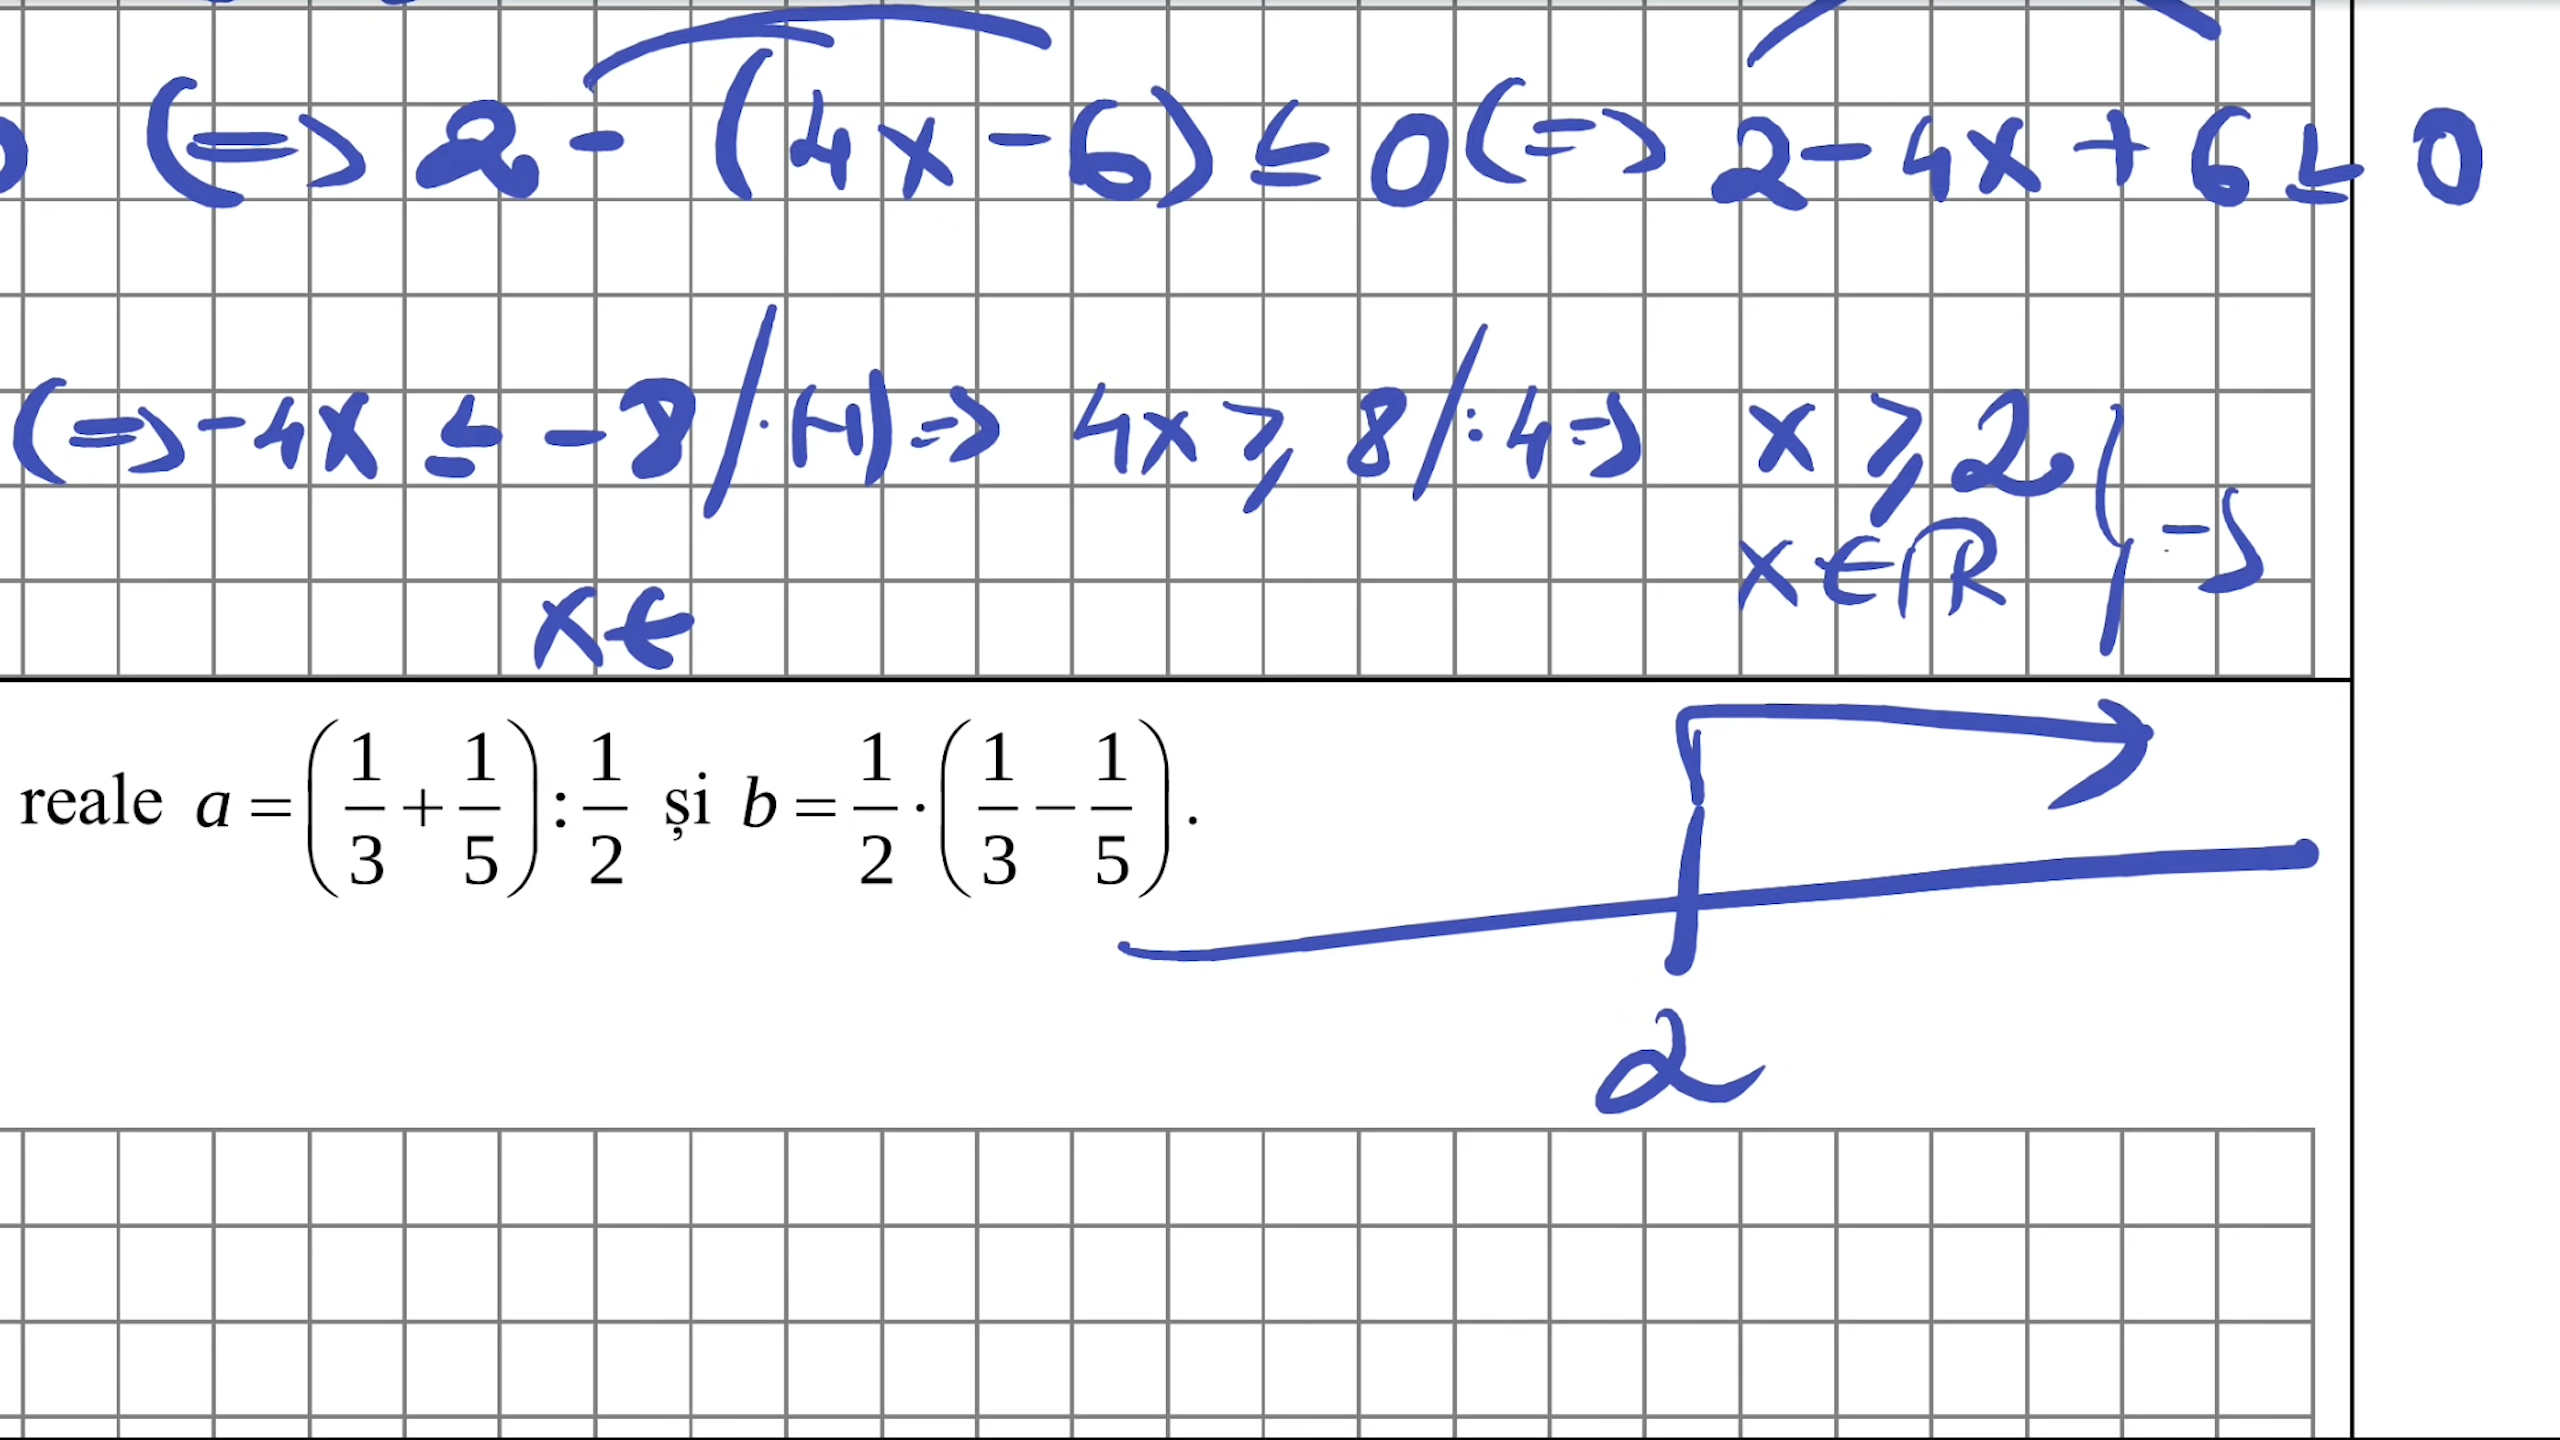 (=> 2 - (4x - 6) ≤ 0 (=> 2 - 4x + 6 ≤ 0
(=> -4x ≤ -8 / ·(-1) => 4x ≥ 8 / : 4 => x ≥ 2
x ∈ ℝ =>
x ∈
reale a = (1/3 + 1/5) : 1/2 și b = 1/2 · (1/3 − 1/5).
2